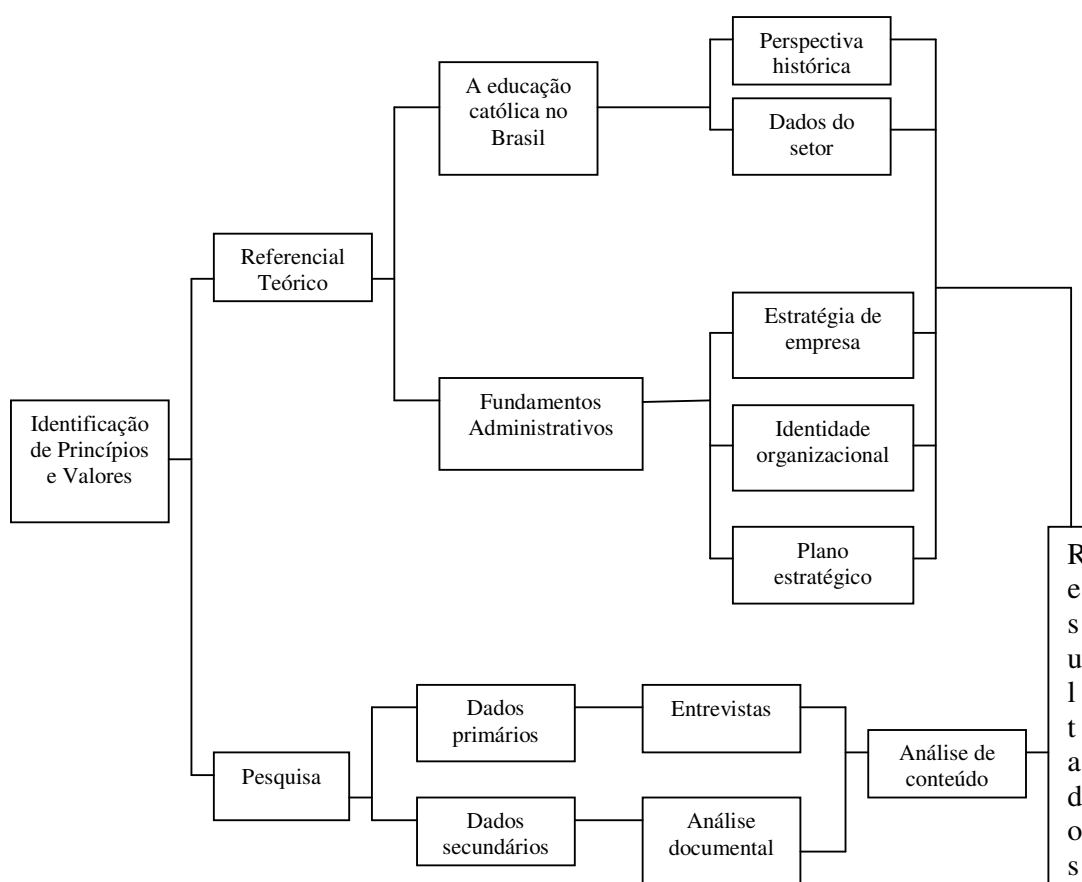 Perspectiva
histórica
A educação
católica no
Brasil
Dados do
setor
Referencial
Teórico
Estratégia de
empresa
Fundamentos
Administrativos
Identidade
organizacional
Identificação
de Princípios
e Valores
Plano
estratégico
Dados
primários
Entrevistas
Pesquisa
Análise de
conteúdo
Dados
secundários
Análise
documental
R
e
s
u
l
t
a
d
o
s